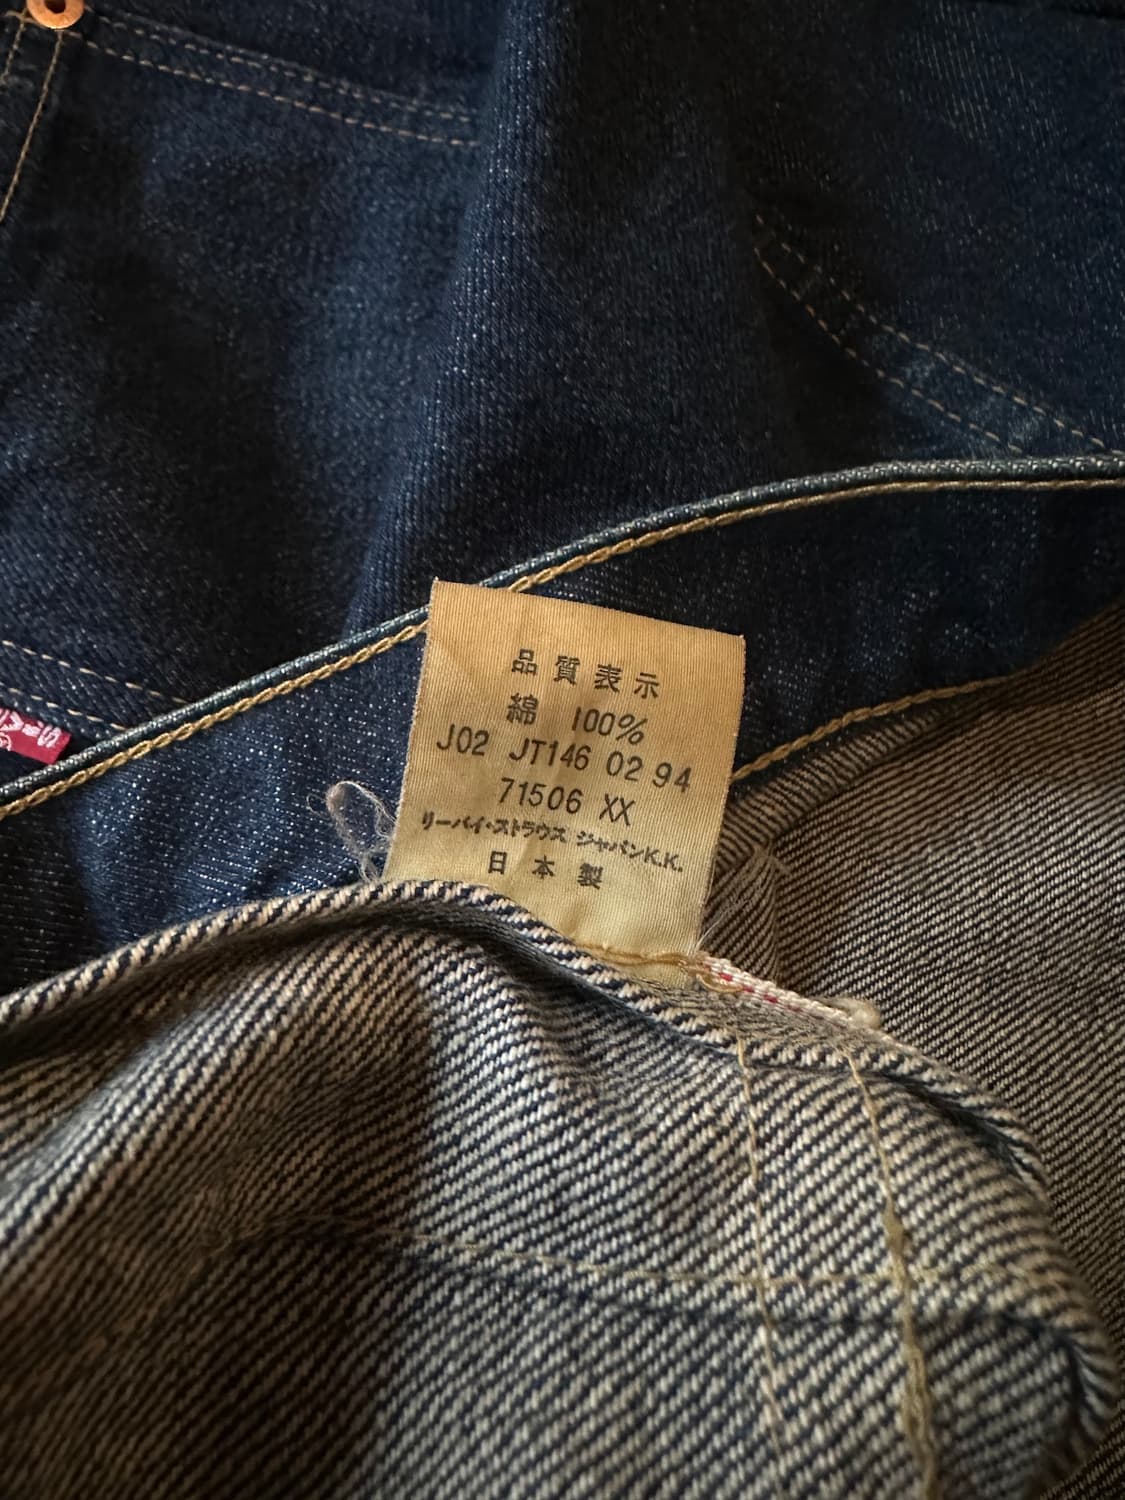 品質表示
綿 100%
J02 JT146 02 94
71506 XX
リーバイ・ストラウス ジャパンK.K.
日本製